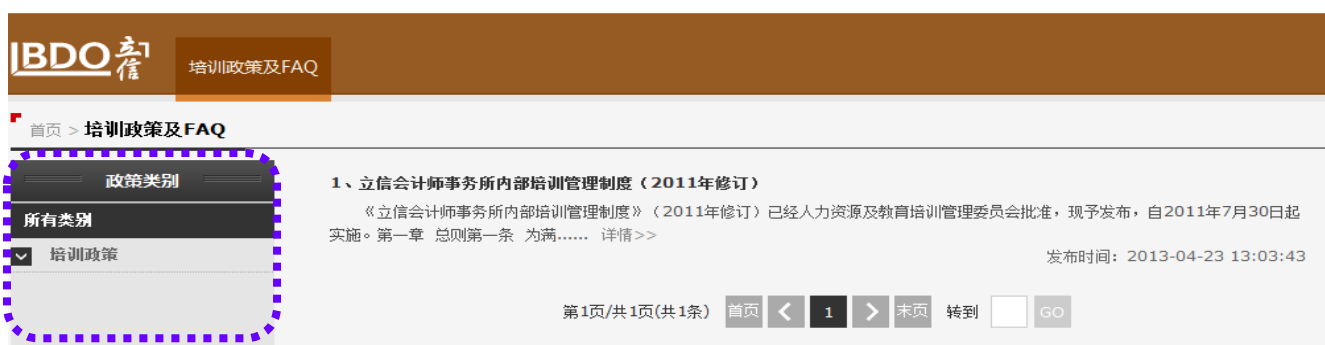 IBDO立信
培训政策及FAQ
首页 > 培训政策及FAQ
政策类别
所有类别
培训政策
1、立信会计师事务所内部培训管理制度（2011年修订）
《立信会计师事务所内部培训管理制度》（2011年修订）已经人力资源及教育培训管理委员会批准，现予发布，自2011年7月30日起
实施。第一章 总则第一条 为满…… 详情>>
发布时间：2013-04-23 13:03:43
第1页/共1页(共1条) 首页 1 末页 转到 GO